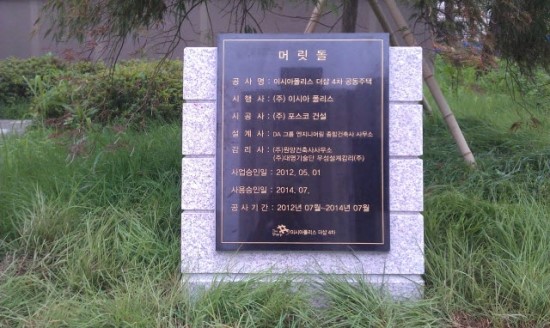 머릿돌
공 사 명 : 이시아폴리스 더샵 4차 공동주택
시 행 사 : (주) 이시아 폴리스
시 공 사 : (주) 포스코 건설
설 계 사 : DA 그룹 엔지니어링 종합건축사 사무소
감 리 사 : (주)원양건축사사무소
(주)대명기술단 우성설계감리(주)
사업승인일 : 2012. 05. 01
사용승인일 : 2014. 07.
공 사 기 간 : 2012년 07월~2014년 07월
이시아폴리스 더샵 4차